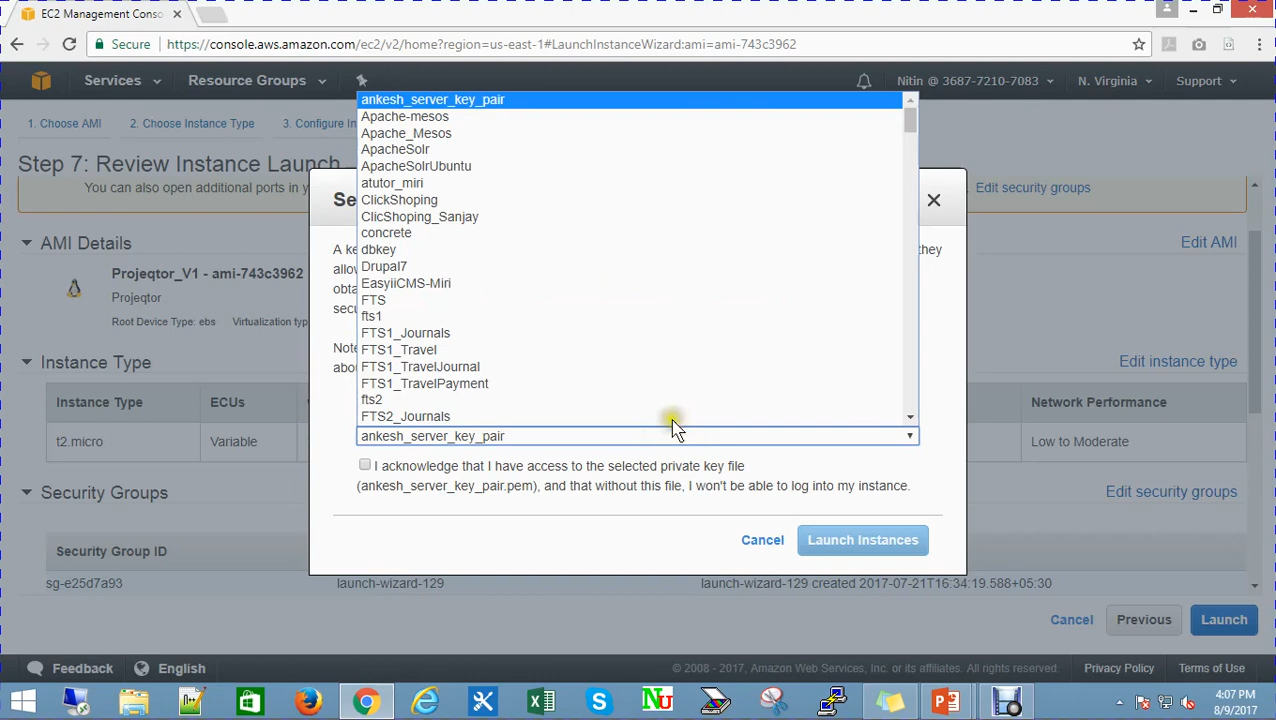 EC2 Management Conso
Secure
https://console.aws.amazon.com/ec2/v2/home?region=us-east-1#LaunchInstanceWizard:ami=ami-743c3962
Services
Resource Groups
Nitin @ 3687-7210-7083
N. Virginia
Support
1. Choose AMI
2. Choose Instance Type
3. Configure In
Step 7: Review Instance Launch
You can also open additional ports in y
Edit security groups
AMI Details
Edit AMI
Projeqtor_V1 - ami-743c3962
Projeqtor
Root Device Type: ebs
Virtualization typ
Instance Type
Edit instance type
Instance Type
ECUs
Network Performance
t2.micro
Variable
Low to Moderate
Security Groups
Edit security groups
Security Group ID
sg-e25d7a93
launch-wizard-129
launch-wizard-129 created 2017-07-21T16:34:19.588+05:30
Se
A ke
they
allow
obta
secu
Note
abou
ankesh_server_key_pair
Apache-mesos
Apache_Mesos
ApacheSolr
ApacheSolrUbuntu
atutor_miri
ClickShoping
ClicShoping_Sanjay
concrete
dbkey
Drupal7
EasyiiCMS-Miri
FTS
fts1
FTS1_Journals
FTS1_Travel
FTS1_TravelJournal
FTS1_TravelPayment
fts2
FTS2_Journals
ankesh_server_key_pair
I acknowledge that I have access to the selected private key file
(ankesh_server_key_pair.pem), and that without this file, I won't be able to log into my instance.
Cancel
Launch Instances
Cancel
Previous
Launch
Feedback
English
© 2008 - 2017, Amazon Web Services, Inc. or its affiliates. All rights reserved.
Privacy Policy
Terms of Use
4:07 PM
8/9/2017